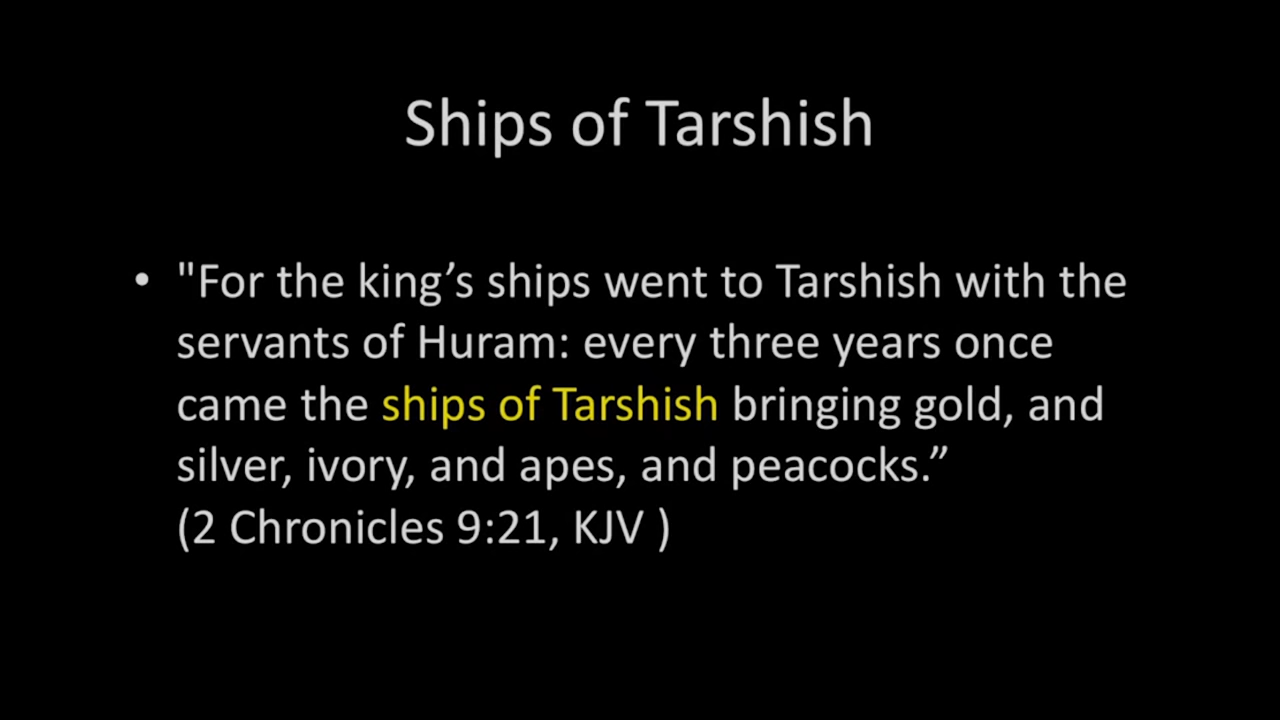 Ships of Tarshish
• "For the king’s ships went to Tarshish with the
servants of Huram: every three years once
came the ships of Tarshish bringing gold, and
silver, ivory, and apes, and peacocks.”
(2 Chronicles 9:21, KJV )